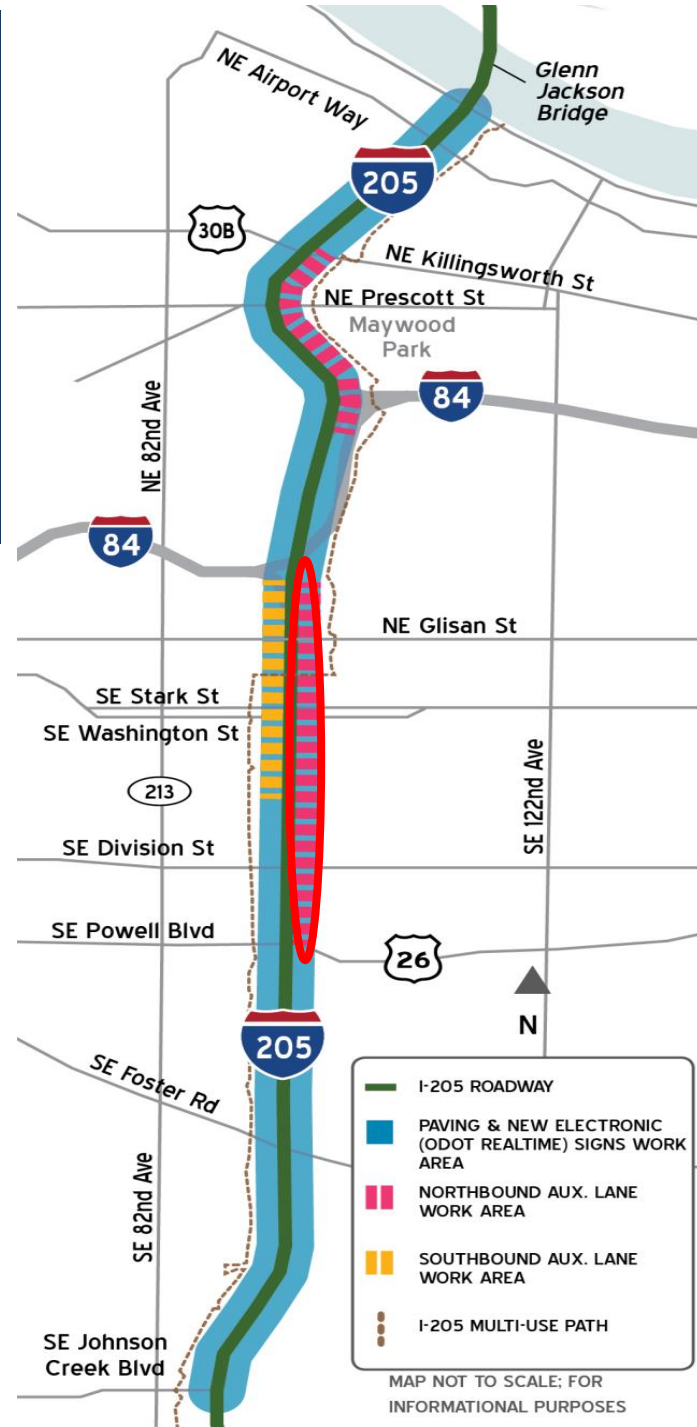 Glenn
Jackson
Bridge
NE Airport Way
205
30B
NE Killingsworth St
NE Prescott St
Maywood
Park
84
NE 82nd Ave
84
NE Glisan St
SE Stark St
SE Washington St
213
SE 122nd Ave
SE Division St
SE Powell Blvd
26
N
205
SE Foster Rd
SE 82nd Ave
I-205 ROADWAY
PAVING & NEW ELECTRONIC
(ODOT REALTIME) SIGNS WORK
AREA
NORTHBOUND AUX. LANE
WORK AREA
SOUTHBOUND AUX. LANE
WORK AREA
I-205 MULTI-USE PATH
SE Johnson
Creek Blvd
MAP NOT TO SCALE; FOR
INFORMATIONAL PURPOSES